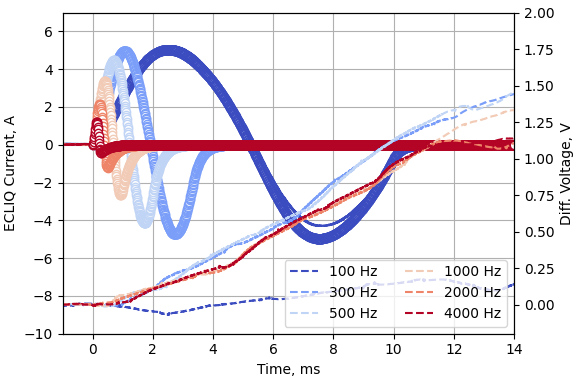 ECLIQ Current, A
6
4
2
0
−2
−4
−6
−8
−10
2.00
1.75
1.50
1.25
1.00
0.75
0.50
0.25
0.00
Diff. Voltage, V
100 Hz 1000 Hz
300 Hz 2000 Hz
500 Hz 4000 Hz
0 2 4 6 8 10 12 14
Time, ms